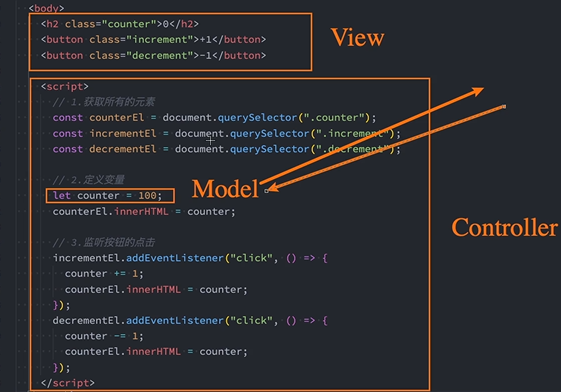 <body>
<h2 class="counter">0</h2>
<button class="increment">+1</button>
<button class="decrement">-1</button>
View
<script>
// 1.获取所有的元素
const counterEl = document.querySelector(".counter");
const incrementEl = document.querySelector(".increment");
const decrementEl = document.querySelector(".decrement");
// 2.定义变量
let counter = 100;
Model
counterEl.innerHTML = counter;
Controller
// 3.监听按钮的点击
incrementEl.addEventListener("click", () => {
counter += 1;
counterEl.innerHTML = counter;
});
decrementEl.addEventListener("click", () => {
counter -= 1;
counterEl.innerHTML = counter;
});
</script>